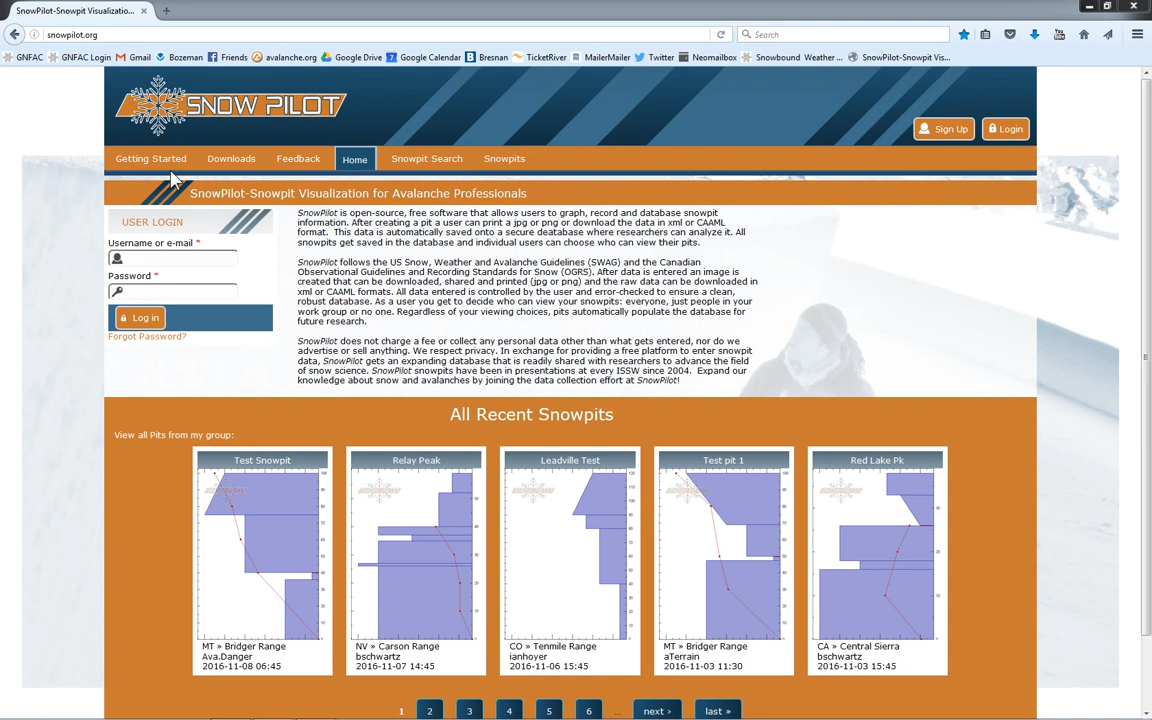 SnowPilot-Snowpit Visualizatio...
snowpilot.org
Search
GNFAC
GNFAC Login
Gmail
Bozeman
Friends
avalanche.org
Google Drive
Google Calendar
Bresnan
TicketRiver
MailerMailer
Twitter
Neomailbox
Snowbound Weather ...
SnowPilot-Snowpit Vis...
SNOW PILOT
Sign Up
Login
Getting Started
Downloads
Feedback
Home
Snowpit Search
Snowpits
SnowPilot-Snowpit Visualization for Avalanche Professionals
USER LOGIN
Username or e-mail *
Password *
Log in
Forgot Password?
SnowPilot is open-source, free software that allows users to graph, record and database snowpit
information. After creating a pit a user can print a jpg or png or download the data in xml or CAAML
format. This data is automatically saved onto a secure deatabase where researchers can analyze it. All
snowpits get saved in the database and individual users can choose who can view their pits.
SnowPilot follows the US Snow, Weather and Avalanche Guidelines (SWAG) and the Canadian
Observational Guidelines and Recording Standards for Snow (OGRS). After data is entered an image is
created that can be downloaded, shared and printed (jpg or png) and the raw data can be downloaded in
xml or CAAML formats. All data entered is controlled by the user and error-checked to ensure a clean,
robust database. As a user you get to decide who can view your snowpits: everyone, just people in your
work group or no one. Regardless of your viewing choices, pits automatically populate the database for
future research.
SnowPilot does not charge a fee or collect any personal data other than what gets entered, nor do we
advertise or sell anything. We respect privacy. In exchange for providing a free platform to enter snowpit
data, SnowPilot gets an expanding database that is readily shared with researchers to advance the field
of snow science. SnowPilot snowpits have been in presentations at every ISSW since 2004. Expand our
knowledge about snow and avalanches by joining the data collection effort at SnowPilot!
All Recent Snowpits
View all Pits from my group:
Test Snowpit
MT » Bridger Range
Ava.Danger
2016-11-08 06:45
Relay Peak
NV » Carson Range
bschwartz
2016-11-07 14:45
Leadville Test
CO » Tenmile Range
ianhoyer
2016-11-06 15:45
Test pit 1
MT » Bridger Range
aTerrain
2016-11-03 11:30
Red Lake Pk
CA » Central Sierra
bschwartz
2016-11-03 15:45
1 2 3 4 5 6 ... next › last »